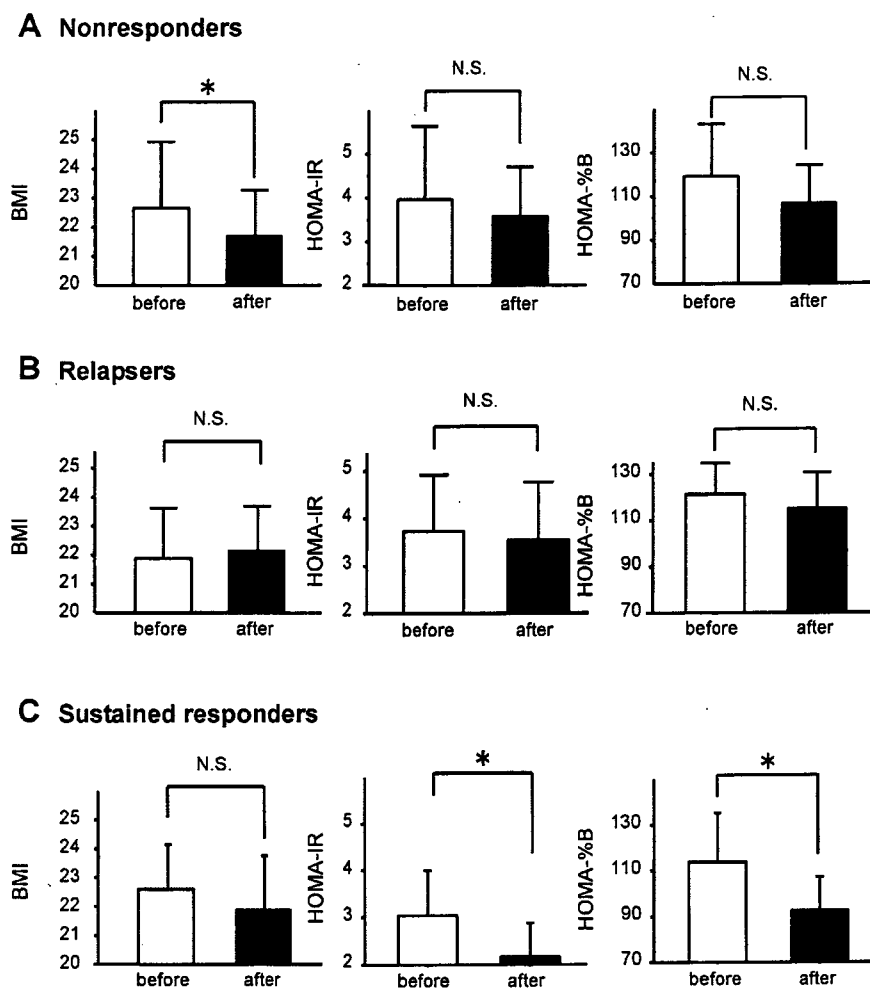 A Nonresponders
*
N.S.
N.S.
BMI
25
24
23
22
21
20
before
after
HOMA-IR
5
4
3
2
before
after
HOMA-%B
130
110
90
70
before
after
B Relapsers
N.S.
N.S.
N.S.
BMI
25
24
23
22
21
20
before
after
HOMA-IR
5
4
3
2
before
after
HOMA-%B
130
110
90
70
before
after
C Sustained responders
N.S.
*
*
BMI
25
24
23
22
21
20
before
after
HOMA-IR
5
4
3
2
before
after
HOMA-%B
130
110
90
70
before
after